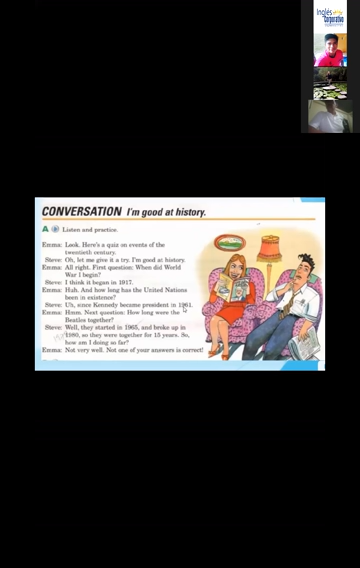 Inglés
Corporativo
CONVERSATION I'm good at history.
A Listen and practice.
Emma: Look. Here's a quiz on events of the
twentieth century.
Steve: Oh, let me give it a try. I'm good at history.
Emma: All right. First question: When did World
War I begin?
Steve: I think it began in 1917.
Emma: Huh. And how long has the United Nations
been in existence?
Steve: Uh, since Kennedy became president in 1961.
Emma: Hmm. Next question: How long were the
Beatles together?
Steve: Well, they started in 1965, and broke up in
1980, so they were together for 15 years. So,
how am I doing so far?
Emma: Not very well. Not one of your answers is correct!